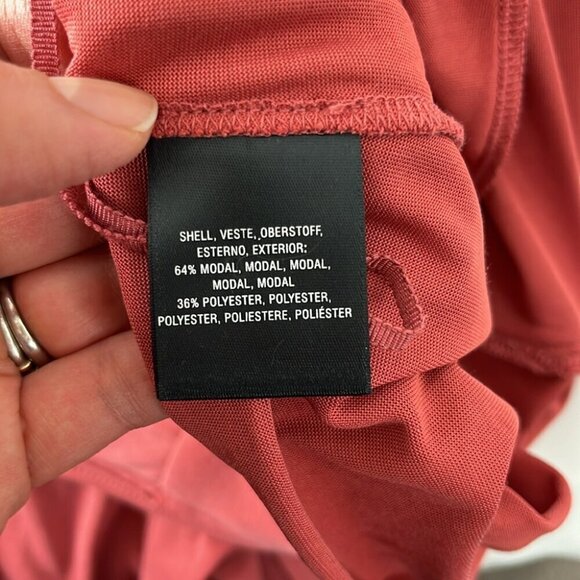 SHELL, VESTE, OBERSTOFF,
ESTERNO, EXTERIOR:
64% MODAL, MODAL, MODAL,
MODAL, MODAL
36% POLYESTER, POLYESTER,
POLYESTER, POLIESTERE, POLIÉSTER